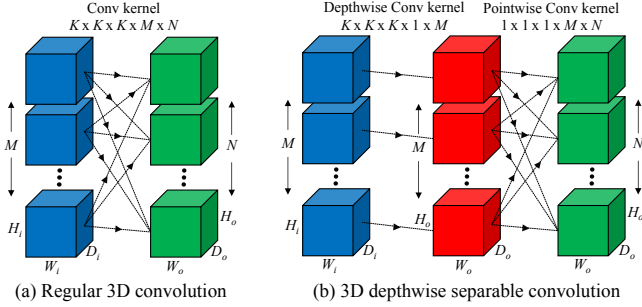 Conv kernel
K x K x K x M x N
M
N
H_i
D_i
W_i
H_o
D_o
W_o
(a) Regular 3D convolution
Depthwise Conv kernel
K x K x K x 1 x M
Pointwise Conv kernel
1 x 1 x 1 x M x N
M
M
N
H_i
D_i
W_i
H_o
D_o
W_o
H_o
D_o
W_o
(b) 3D depthwise separable convolution